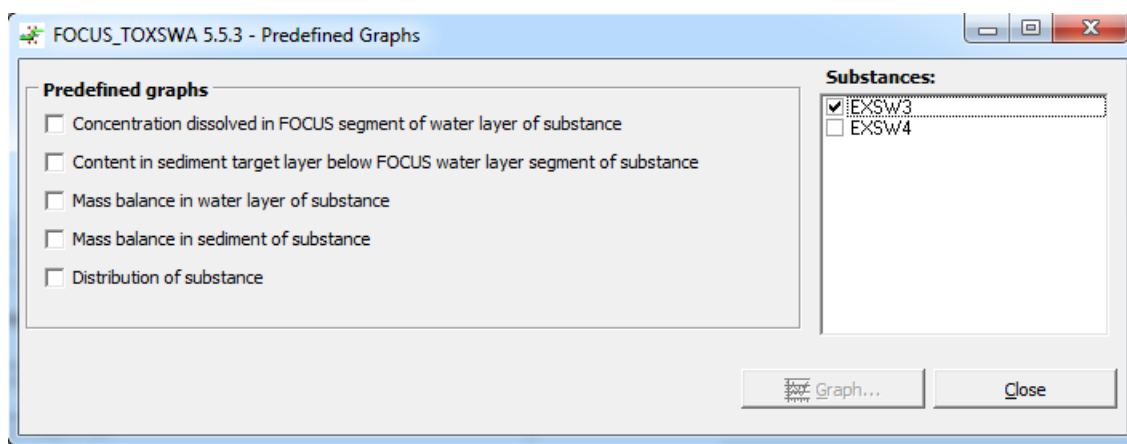 FOCUS_TOXSWA 5.5.3 - Predefined Graphs
Predefined graphs
Concentration dissolved in FOCUS segment of water layer of substance
Content in sediment target layer below FOCUS water layer segment of substance
Mass balance in water layer of substance
Mass balance in sediment of substance
Distribution of substance
Substances:
EXSW3
EXSW4
Graph...
Close